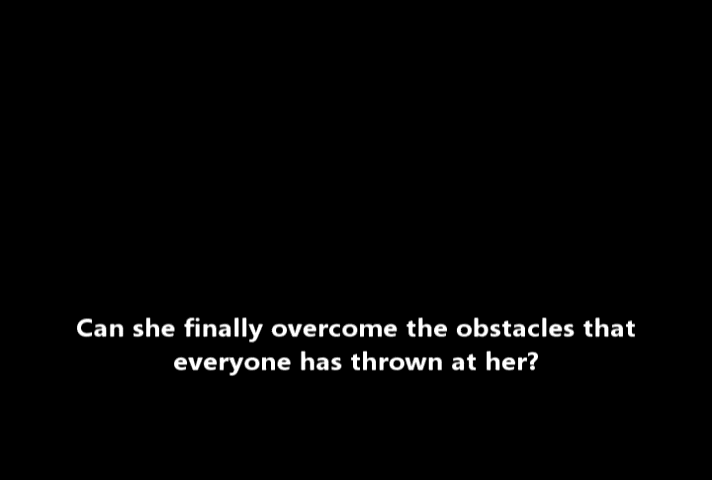 Can she finally overcome the obstacles that
everyone has thrown at her?